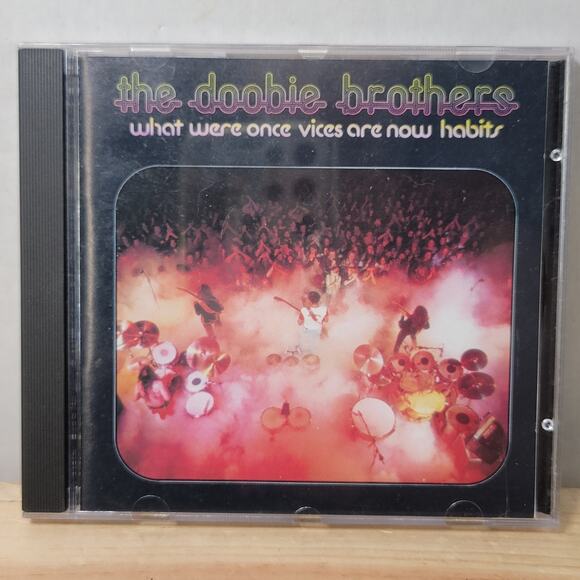 the doobie brothers
what were once vices are now habits